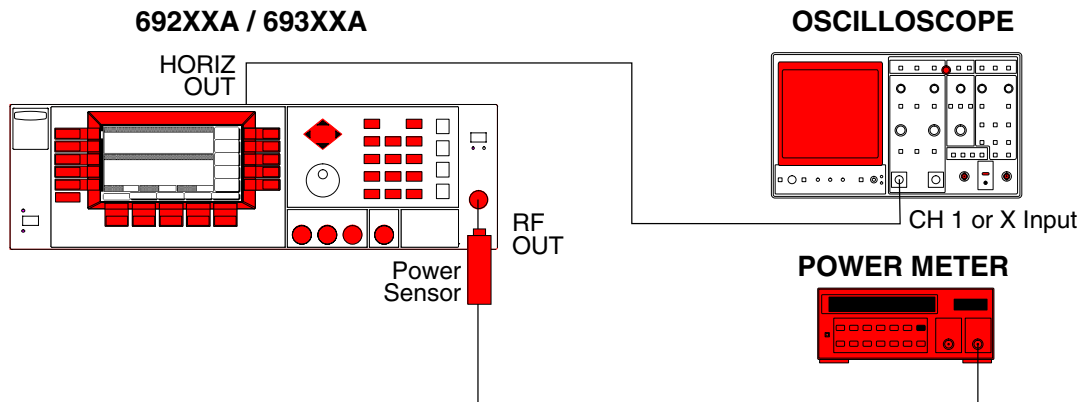 692XXA / 693XXA
OSCILLOSCOPE
HORIZ
OUT
RF
OUT
CH 1 or X Input
Power
Sensor
POWER METER